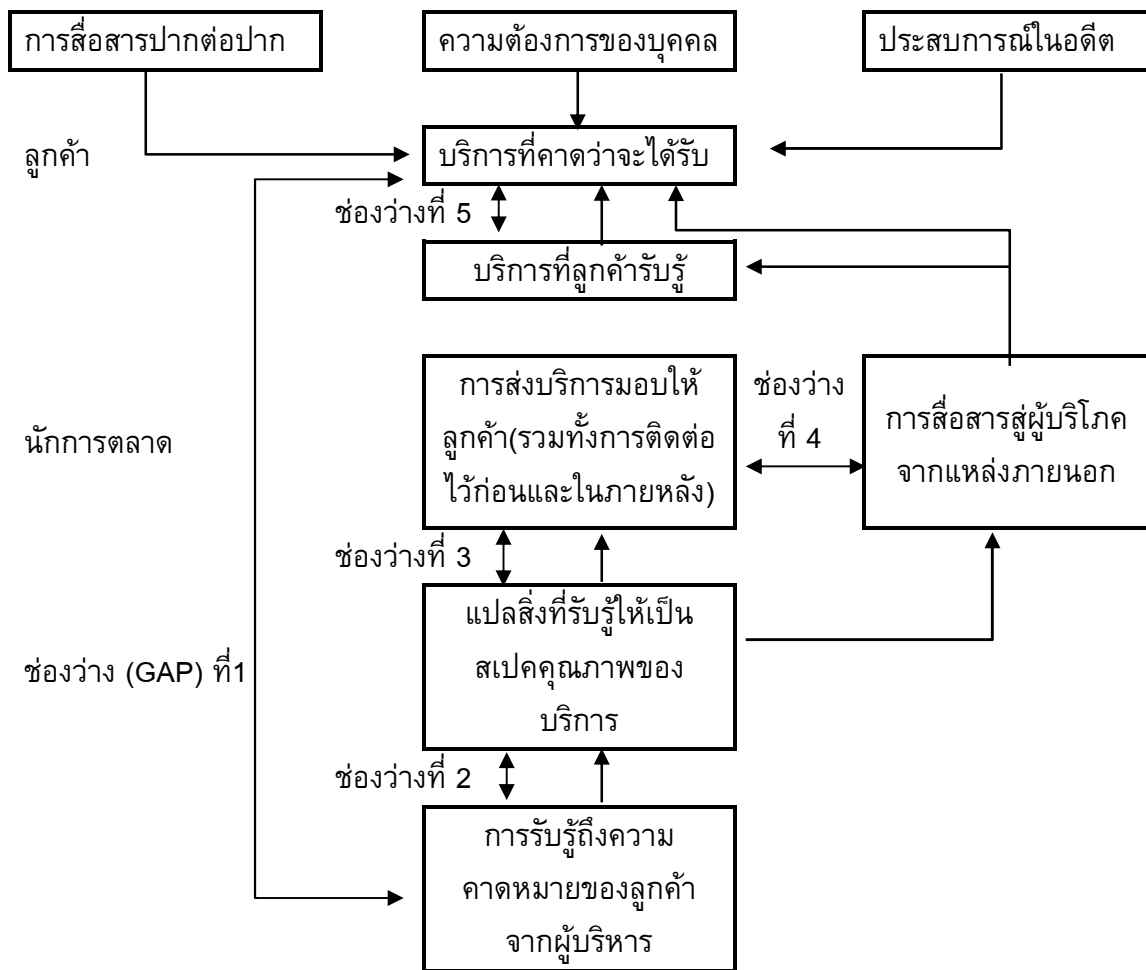 การสื่อสารปากต่อปาก
ความต้องการของบุคคล
ประสบการณ์ในอดีต
ลูกค้า
บริการที่คาดว่าจะได้รับ
ช่องว่างที่ 5
บริการที่ลูกค้ารับรู้
นักการตลาด
การส่งบริการมอบให้
ลูกค้า(รวมทั้งการติดต่อ
ไว้ก่อนและในภายหลัง)
ช่องว่าง
ที่ 4
การสื่อสารสู่ผู้บริโภค
จากแหล่งภายนอก
ช่องว่างที่ 3
แปลสิ่งที่รับรู้ให้เป็น
สเปคคุณภาพของ
บริการ
ช่องว่าง (GAP) ที่1
ช่องว่างที่ 2
การรับรู้ถึงความ
คาดหมายของลูกค้า
จากผู้บริหาร